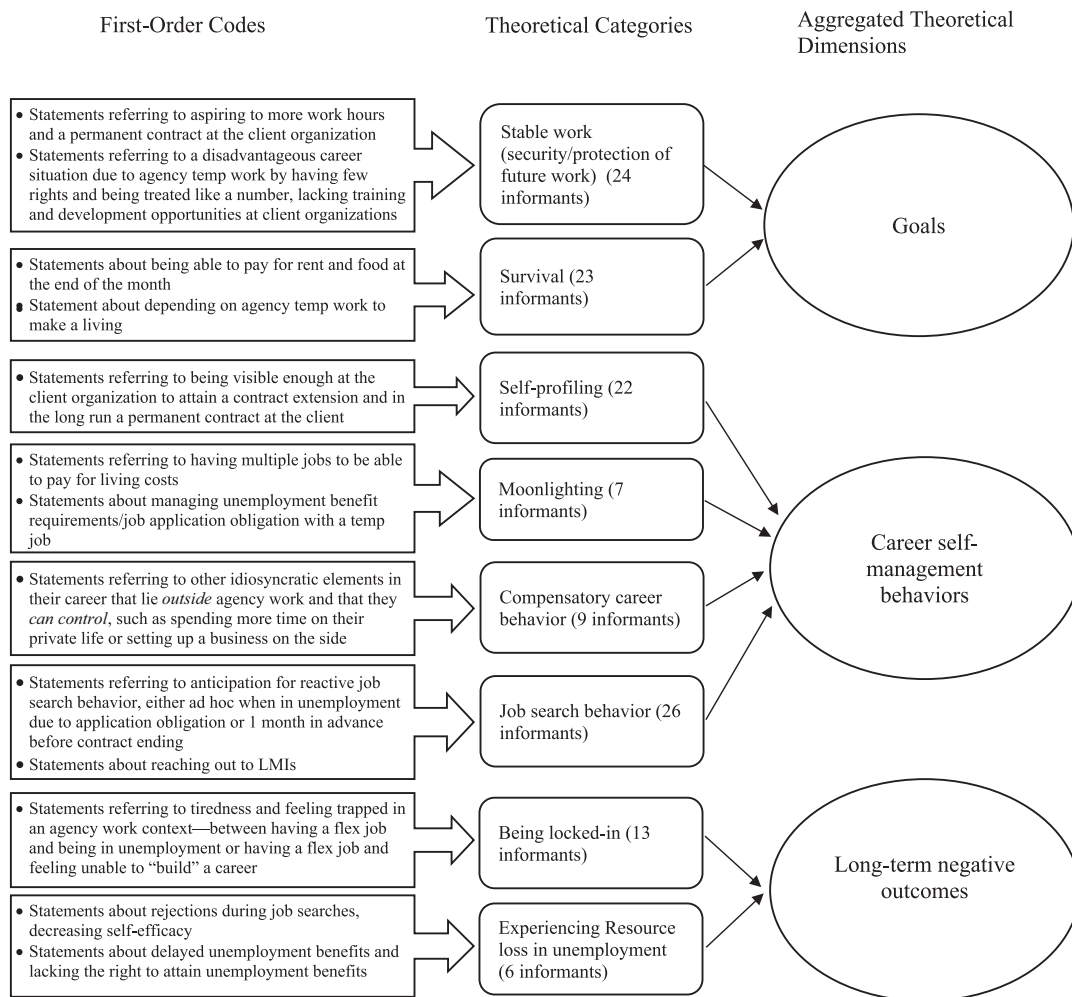 First-Order Codes
Theoretical Categories
Aggregated Theoretical
Dimensions
• Statements referring to aspiring to more work hours
and a permanent contract at the client organization
• Statements referring to a disadvantageous career
situation due to agency temp work by having few
rights and being treated like a number, lacking training
and development opportunities at client organizations
Stable work
(security/protection of
future work) (24
informants)
Goals
• Statements about being able to pay for rent and food at
the end of the month
• Statement about depending on agency temp work to
make a living
Survival (23
informants)
• Statements referring to being visible enough at the
client organization to attain a contract extension and in
the long run a permanent contract at the client
Self-profiling (22
informants)
• Statements referring to having multiple jobs to be able
to pay for living costs
• Statements about managing unemployment benefit
requirements/job application obligation with a temp
job
Moonlighting (7
informants)
Career self-
management
behaviors
• Statements referring to other idiosyncratic elements in
their career that lie outside agency work and that they
can control, such as spending more time on their
private life or setting up a business on the side
Compensatory career
behavior (9 informants)
• Statements referring to anticipation for reactive job
search behavior, either ad hoc when in unemployment
due to application obligation or 1 month in advance
before contract ending
• Statements about reaching out to LMIs
Job search behavior (26
informants)
• Statements referring to tiredness and feeling trapped in
an agency work context—between having a flex job
and being in unemployment or having a flex job and
feeling unable to “build” a career
Being locked-in (13
informants)
Long-term negative
outcomes
• Statements about rejections during job searches,
decreasing self-efficacy
• Statements about delayed unemployment benefits and
lacking the right to attain unemployment benefits
Experiencing Resource
loss in unemployment
(6 informants)